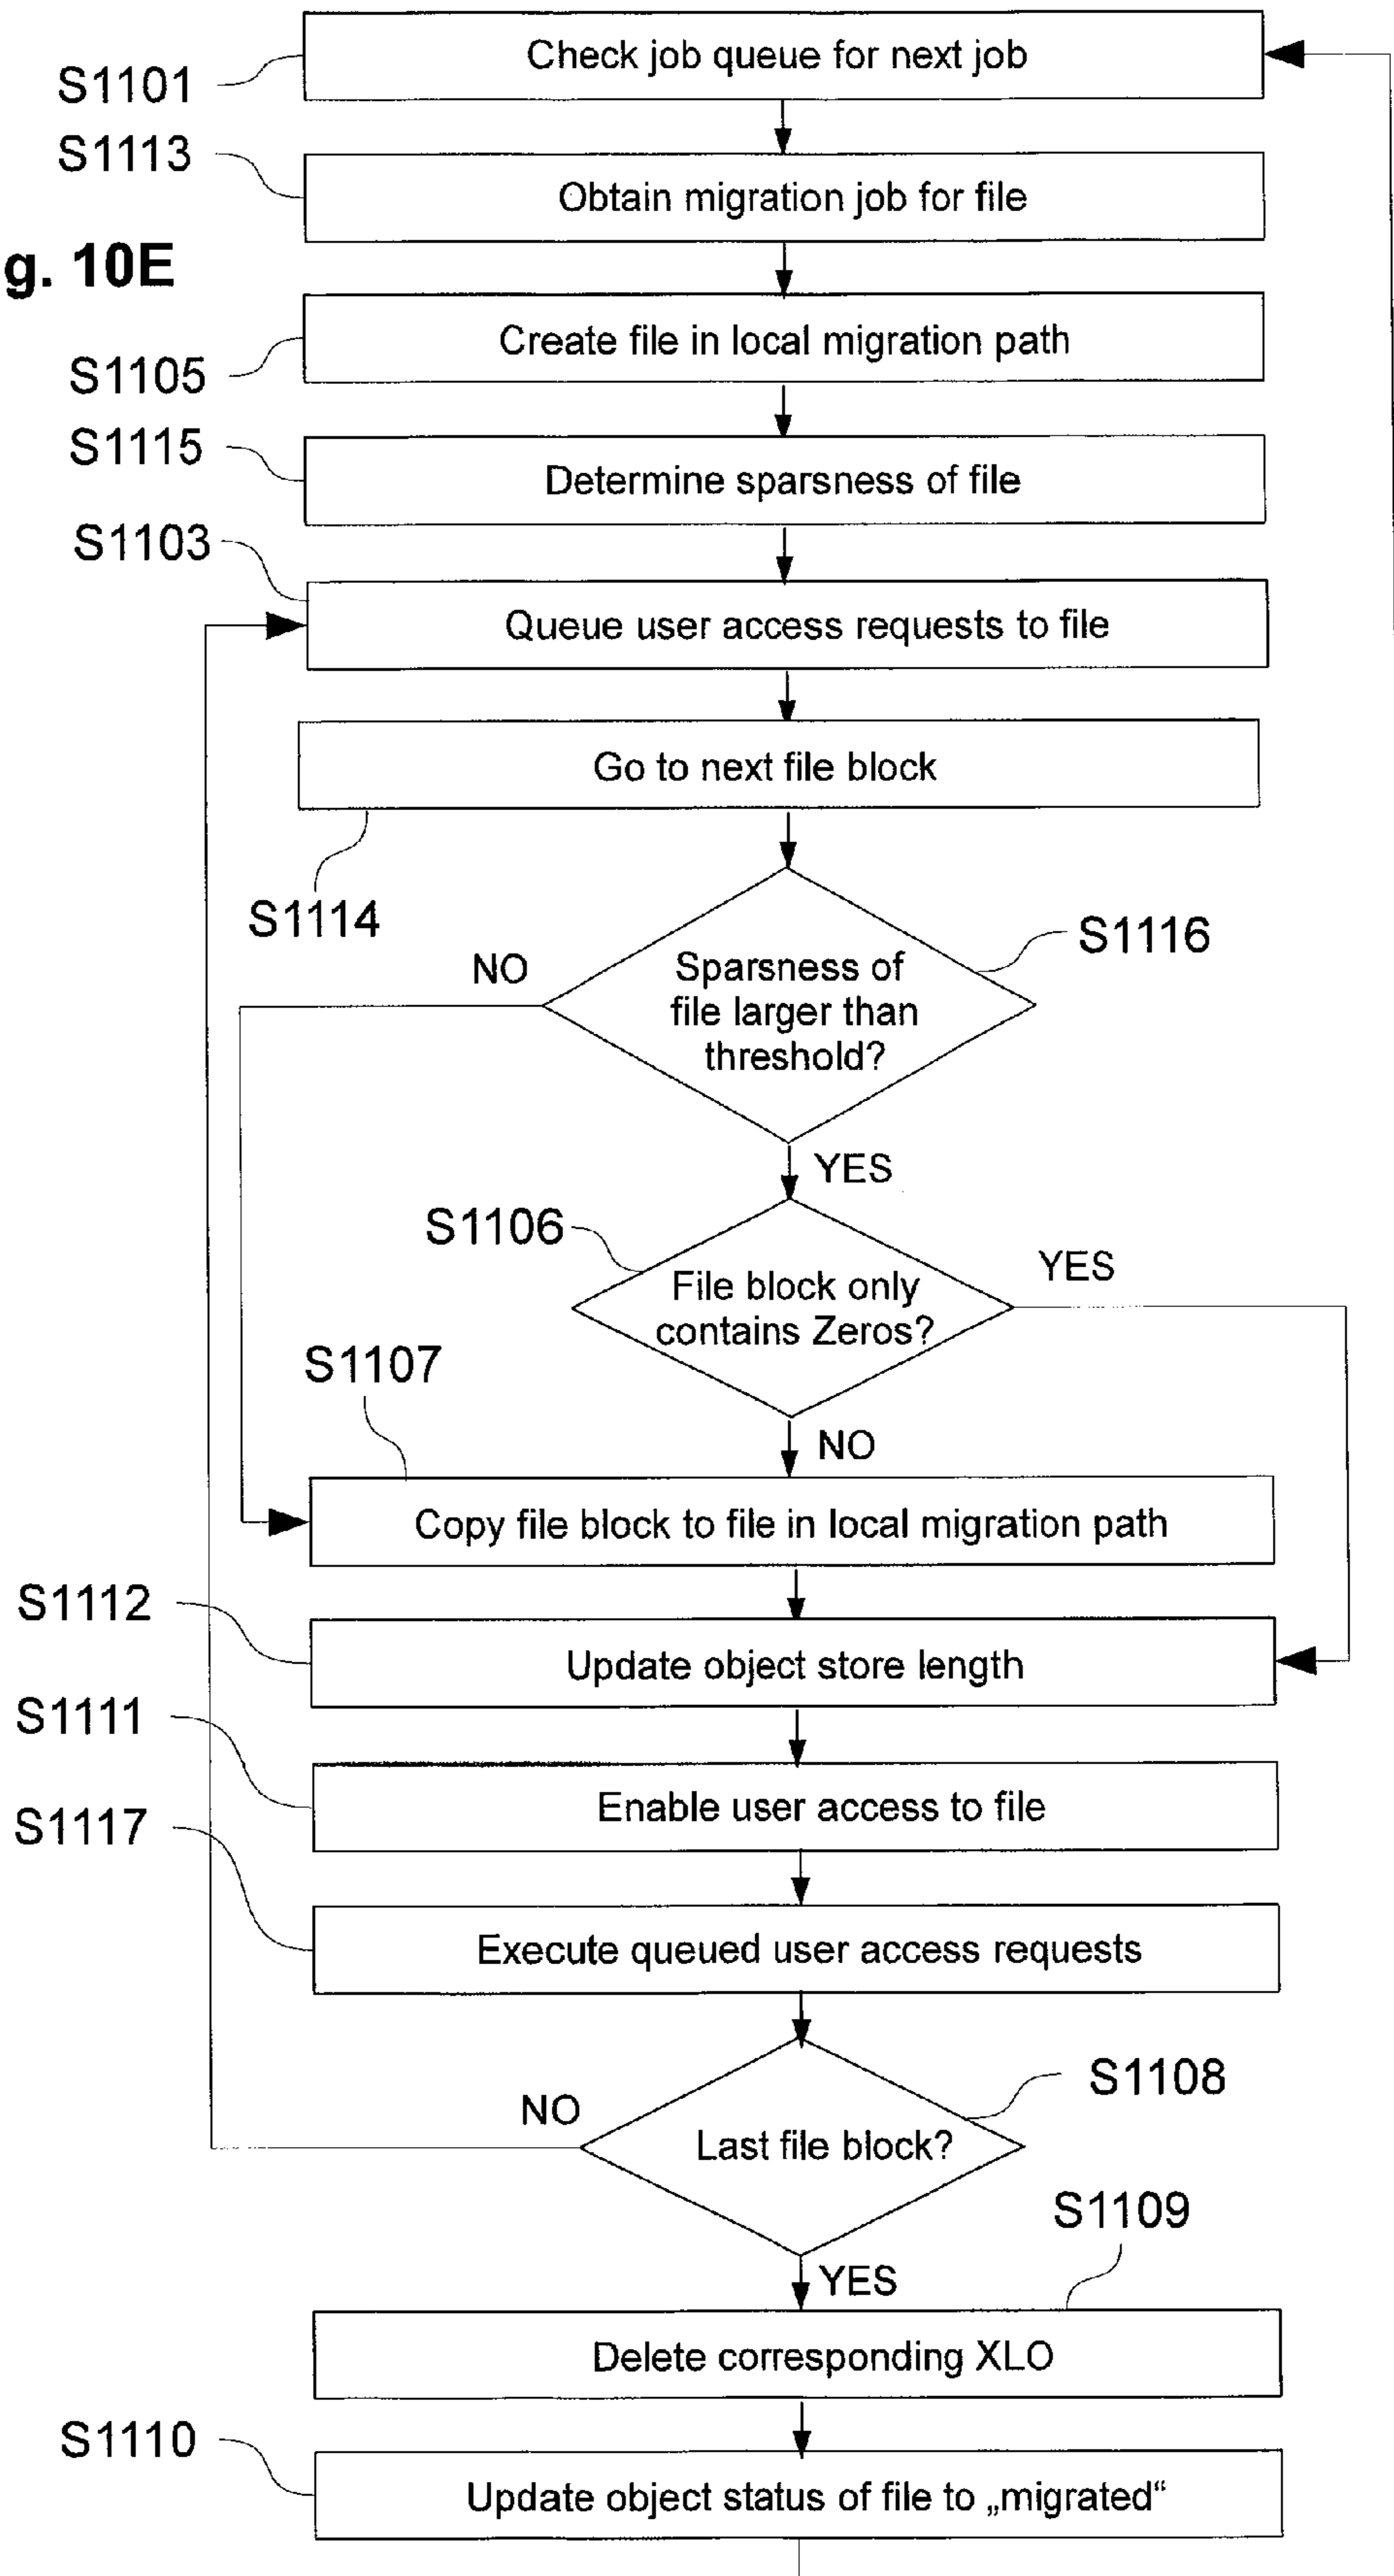 Check job queue for next job
S1101
S1113
Obtain migration job for file
g. 10E
Create file in local migration path
S1105
S1115
Determine sparsness of file
S1103
Queue user access requests to file
Go to next file block
S1114
S1116
NO
Sparsness of
file larger than
threshold?
YES
S1106
YES
File block only
contains Zeros?
S1107
NO
Copy file block to file in local migration path
S1112
Update object store length
S1111
Enable user access to file
S1117
Execute queued user access requests
S1108
NO
Last file block?
S1109
YES
Delete corresponding XLO
S1110
Update object status of file to „migrated“